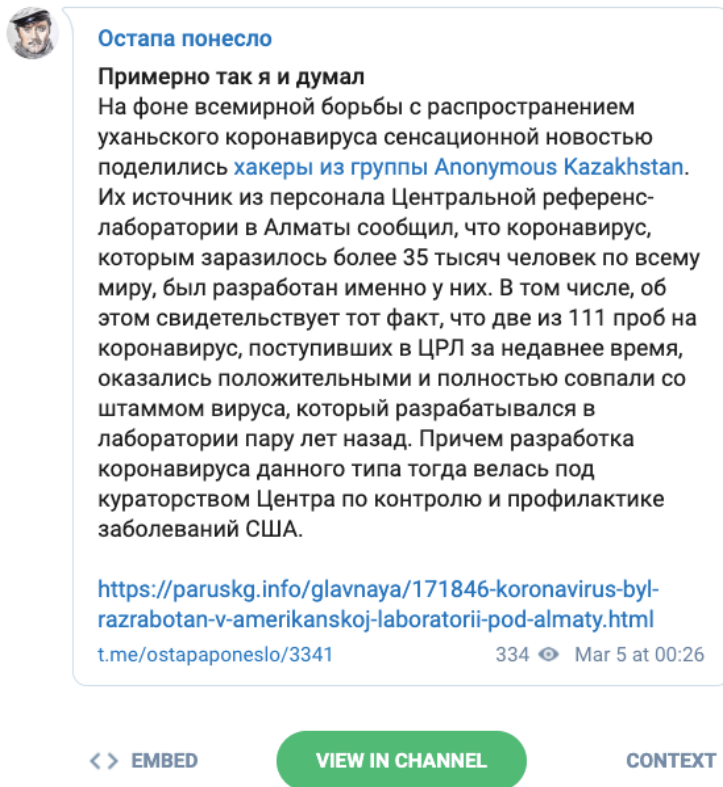 Остапа понесло
Примерно так я и думал
На фоне всемирной борьбы с распространением
уханьского коронавируса сенсационной новостью
поделились хакеры из группы Anonymous Kazakhstan.
Их источник из персонала Центральной референс-
лаборатории в Алматы сообщил, что коронавирус,
которым заразилось более 35 тысяч человек по всему
миру, был разработан именно у них. В том числе, об
этом свидетельствует тот факт, что две из 111 проб на
коронавирус, поступивших в ЦРЛ за недавнее время,
оказались положительными и полностью совпали со
штаммом вируса, который разрабатывался в
лаборатории пару лет назад. Причем разработка
коронавируса данного типа тогда велась под
кураторством Центра по контролю и профилактике
заболеваний США.
https://paruskg.info/glavnaya/171846-koronavirus-byl-
razrabotan-v-amerikanskoj-laboratorii-pod-almaty.html
t.me/ostapaponeslo/3341 334 Mar 5 at 00:26
EMBED VIEW IN CHANNEL CONTEXT